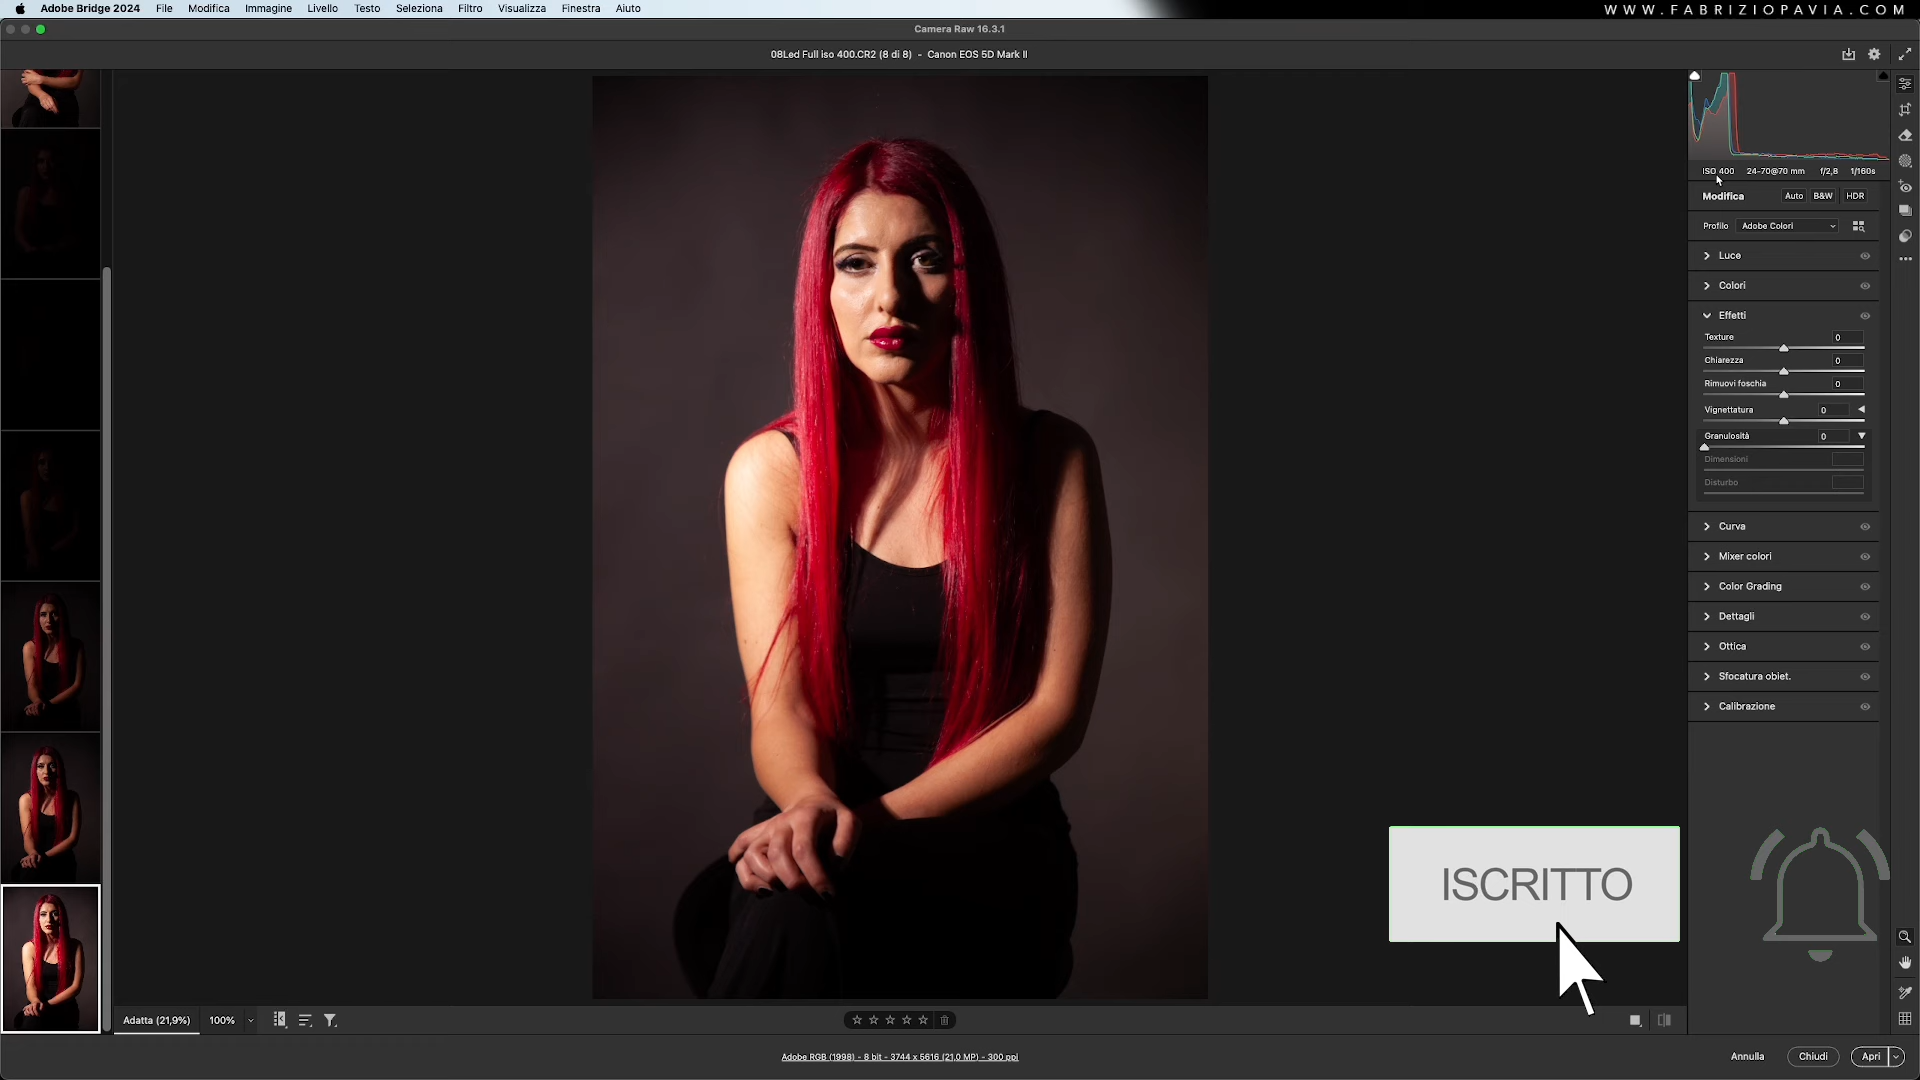 Adobe Bridge 2024 File Modifica Immagine Livello Testo Seleziona Filtro Visualizza Finestra Aiuto
WWW.FABRIZIOPAVIA.COM
Camera Raw 16.3.1
08Led Full iso 400.CR2 (8 di 8) - Canon EOS 5D Mark II
ISO 400 24-70@70 mm f/2,8 1/160s
Modifica Auto B&W HDR
Profilo Adobe Colori
Luce
Colori
Effetti
Texture 0
Chiarezza 0
Rimuovi foschia 0
Vignettatura 0
Granulosità 0
Dimensioni
Disturbo
Curva
Mixer colori
Color Grading
Dettagli
Ottica
Sfocatura obiet.
Calibrazione
ISCRITTO
Adatta (21,9%) 100%
Adobe RGB (1998) - 8 bit - 3744 x 5616 (21,0 MP) - 300 ppi
Annulla Chiudi Apri